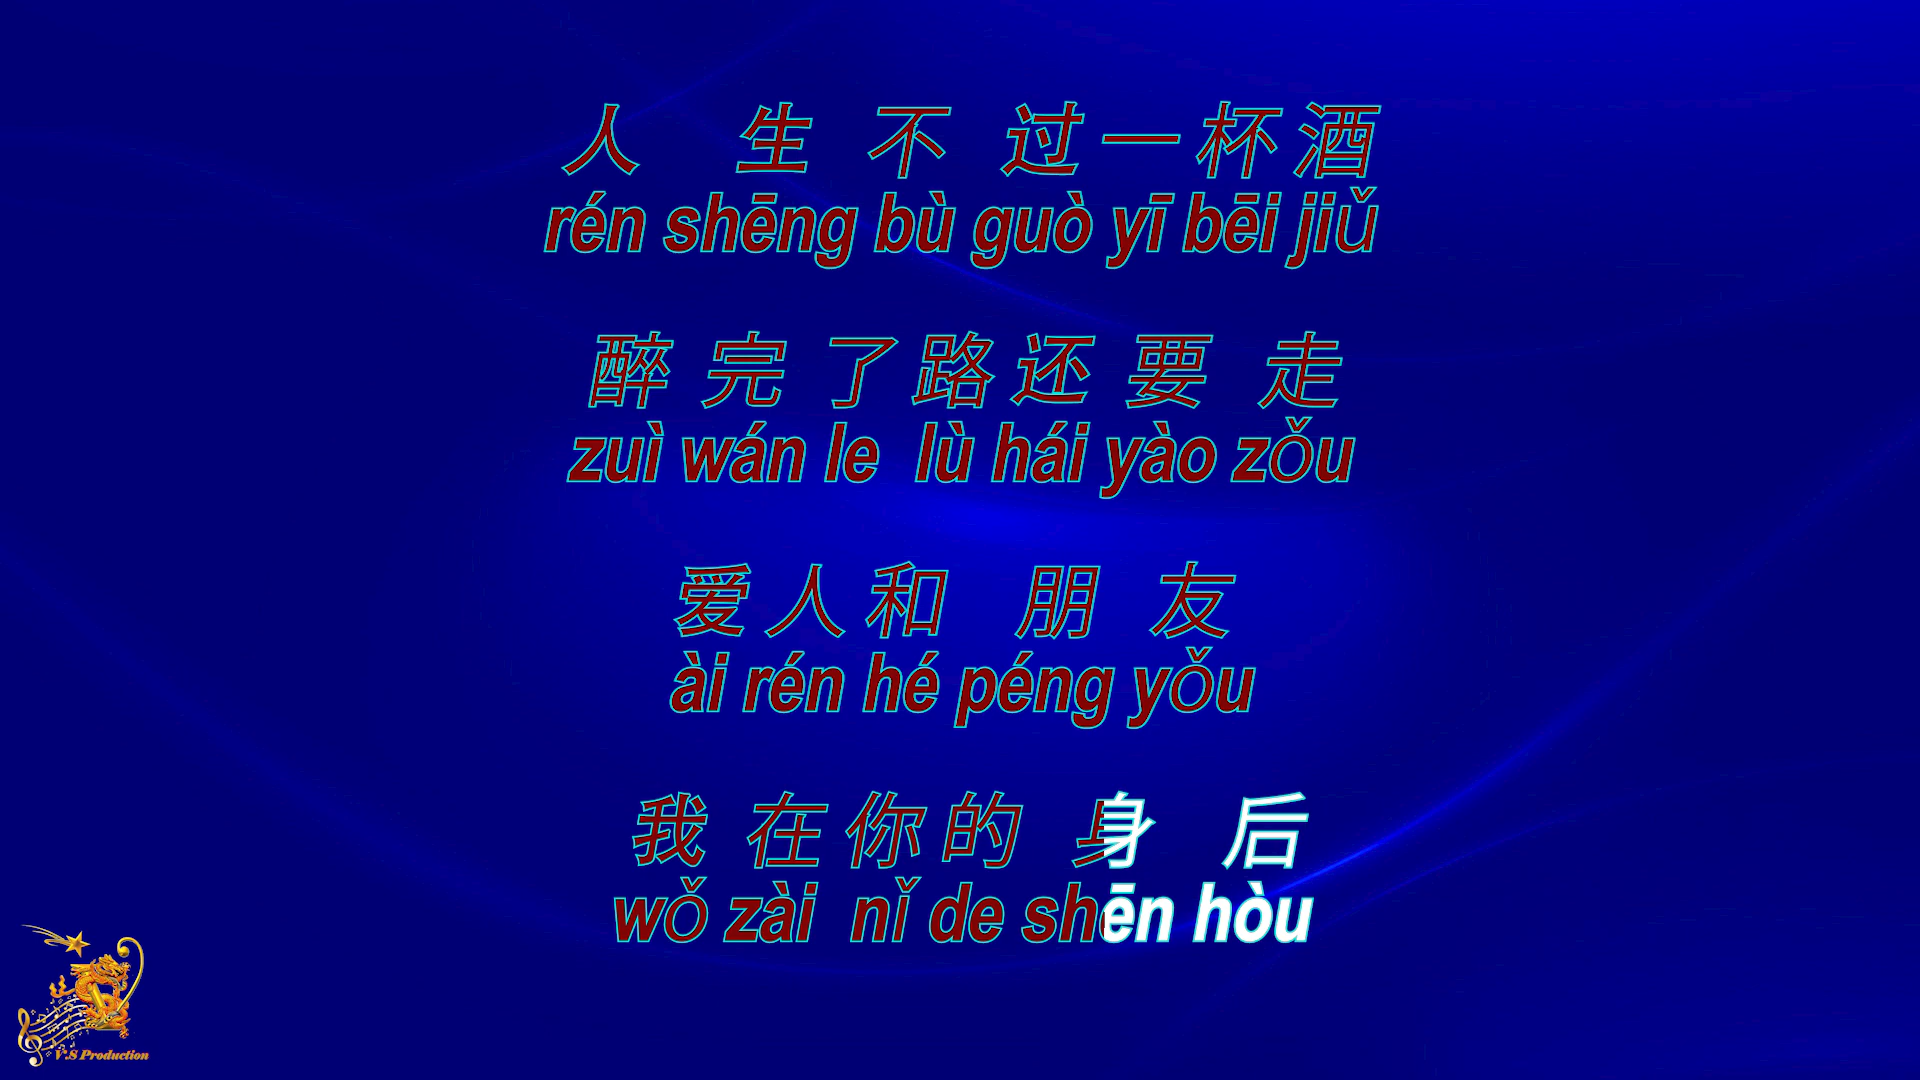 人生不过一杯酒
rén shēng bù guò yī bēi jiǔ
醉完了路还要走
zuì wán le lù hái yào zǒu
爱人和朋友
ài rén hé péng yǒu
我在你的身后
wǒ zài nǐ de shēn hòu
V.S Production